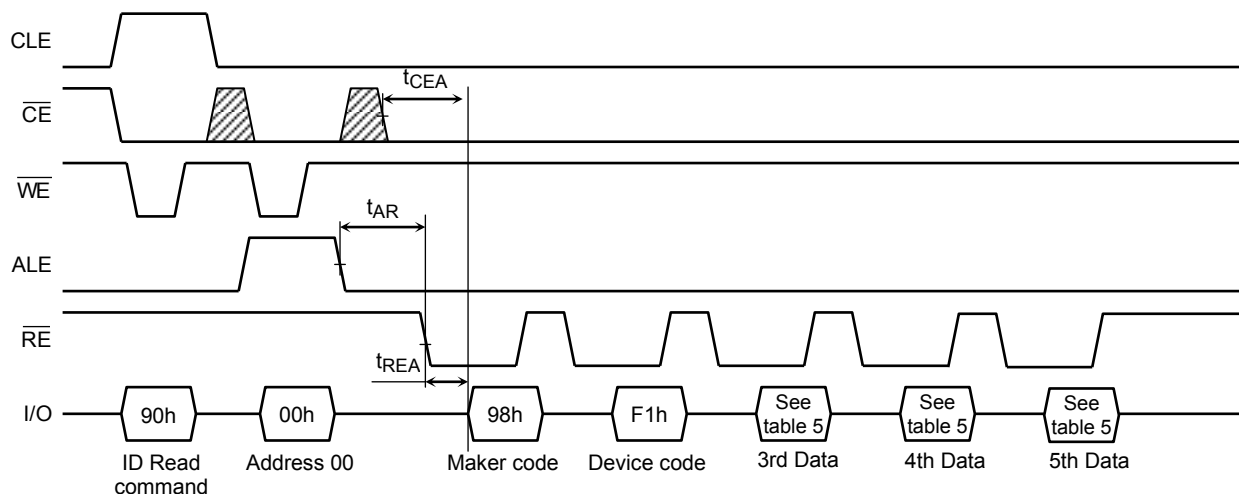 CLE
tCEA
CE
WE
tAR
ALE
RE
tREA
I/O
90h
00h
98h
F1h
See
table 5
See
table 5
See
table 5
ID Read
command
Address 00
Maker code
Device code
3rd Data
4th Data
5th Data